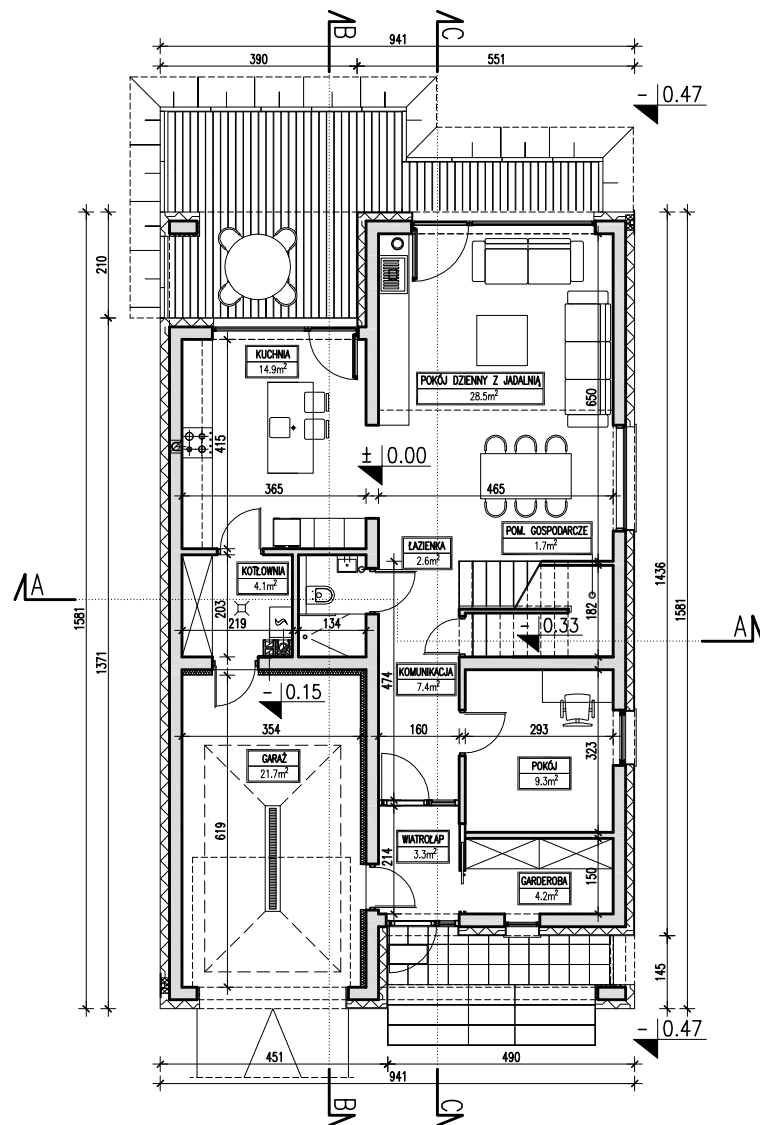 B
C
941
390
551
- 0.47
210
KUCHNIA
14.9m²
POKÓJ DZIENNY Z JADALNIĄ
28.5m²
650
415
± 0.00
365
465
POM. GOSPODARCZE
1.7m²
ŁAZIENKA
2.6m²
KOTŁOWNIA
4.1m²
A
1581
1371
203
219
134
182
- 0.33
1436
1581
A
KOMUNIKACJA
7.4m²
474
- 0.15
354
160
293
323
GARAŻ
21.7m²
POKÓJ
9.3m²
619
WIATROŁAP
3.3m²
214
GARDEROBA
4.2m²
150
145
- 0.47
451
490
941
B
C